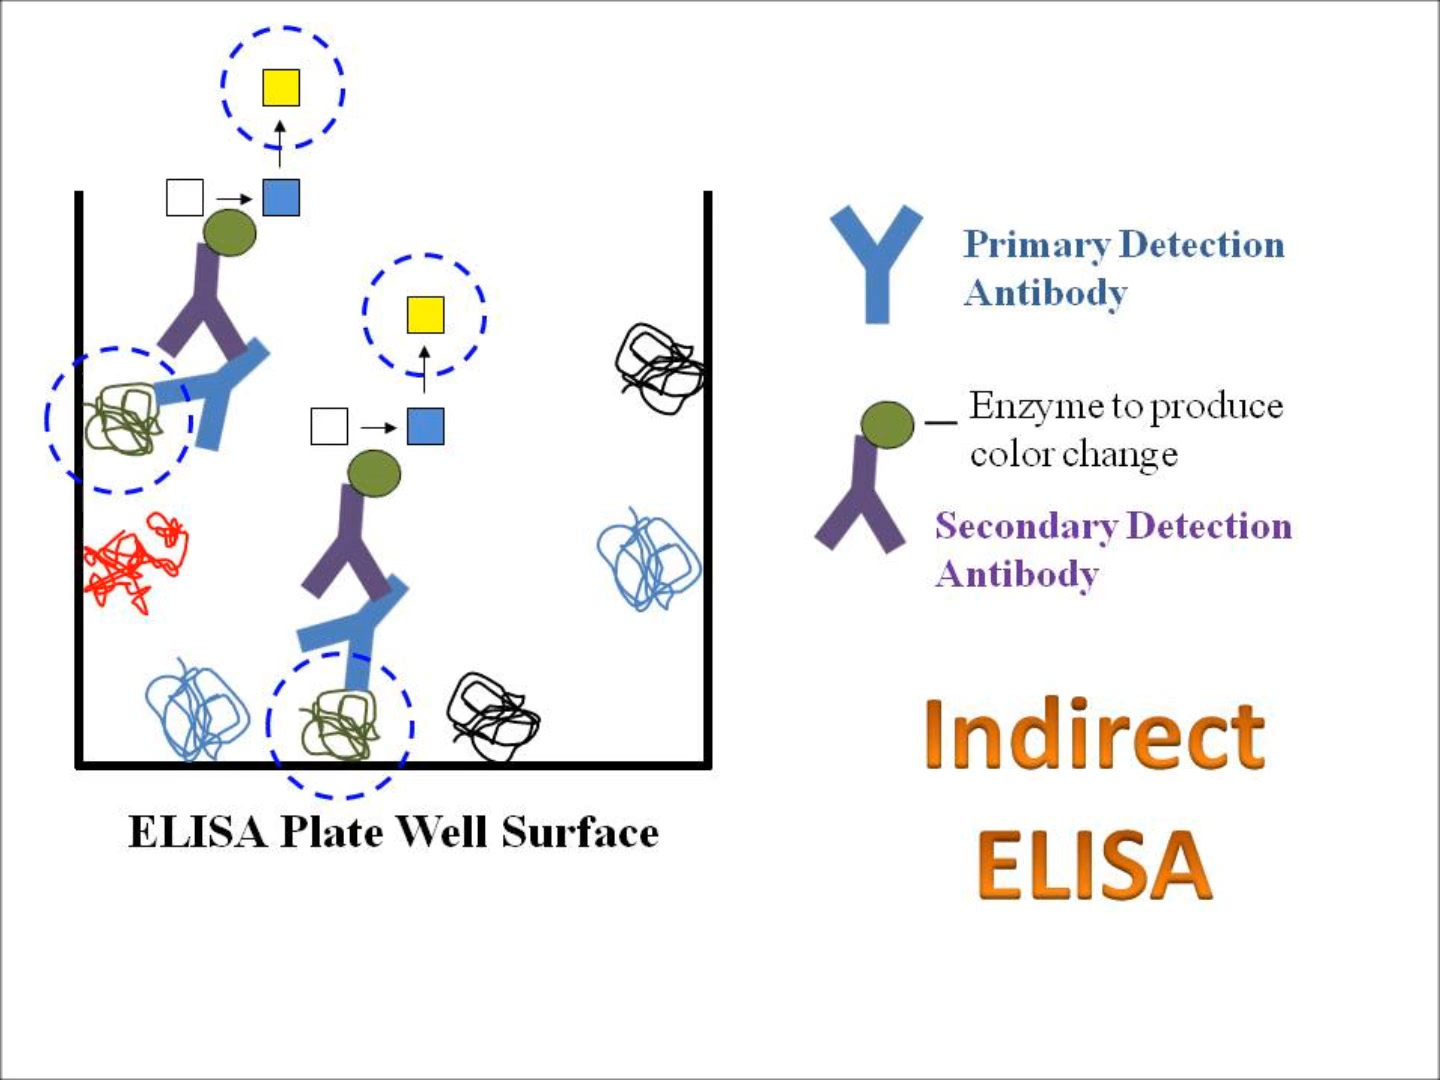 Primary Detection
Antibody
Enzyme to produce
color change
Secondary Detection
Antibody
Indirect
ELISA
ELISA Plate Well Surface